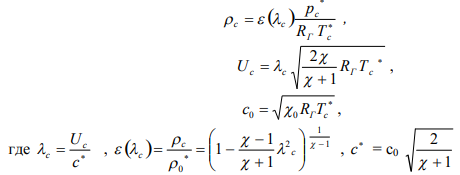 ρ_c = ε(λ_c) p_c^* / (R_Г T_c^*) ,
U_c = λ_c √(2χ/(χ+1) R_Г T_c^*) ,
c_0 = √(χ_0 R_Г T_c^*) ,
где λ_c = U_c / c^* , ε(λ_c) = ρ_c / ρ_0^* = (1 − (χ−1)/(χ+1) λ²_c)^(1/(χ−1)) , c^* = c_0 √(2/(χ+1))